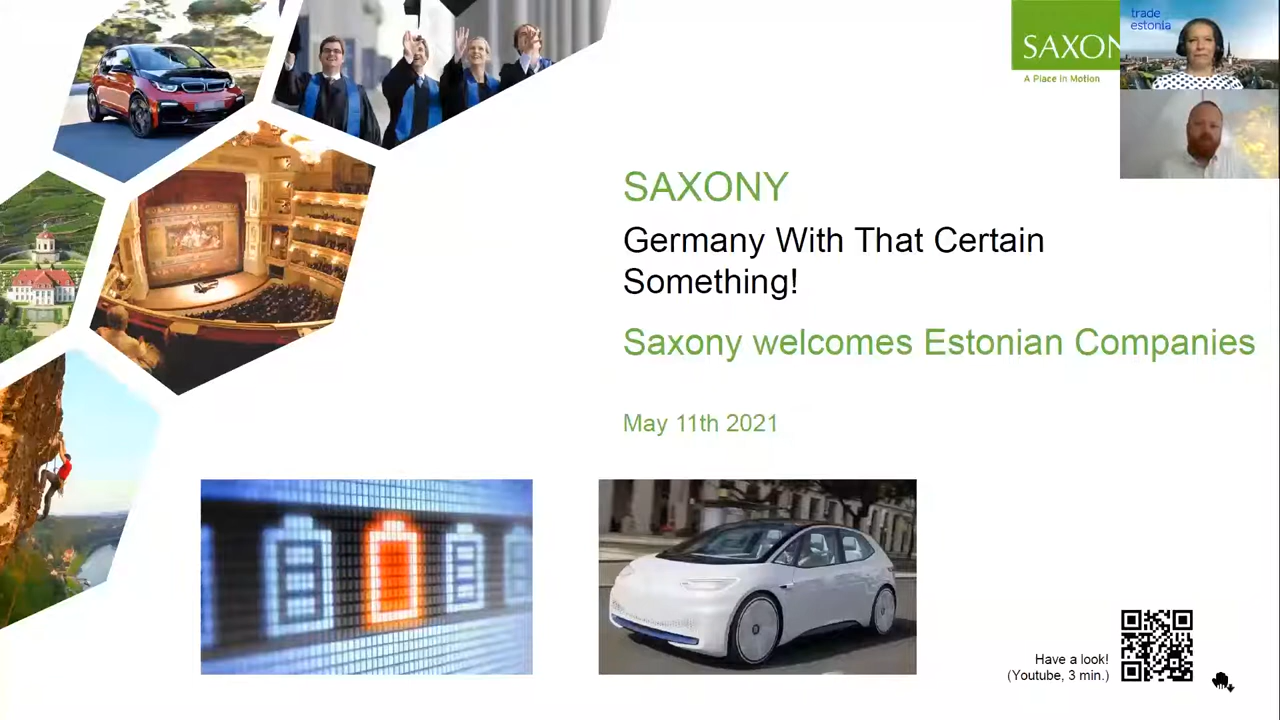 SAXON
A Place in Motion
trade
estonia
SAXONY
Germany With That Certain
Something!
Saxony welcomes Estonian Companies
May 11th 2021
Have a look!
(Youtube, 3 min.)